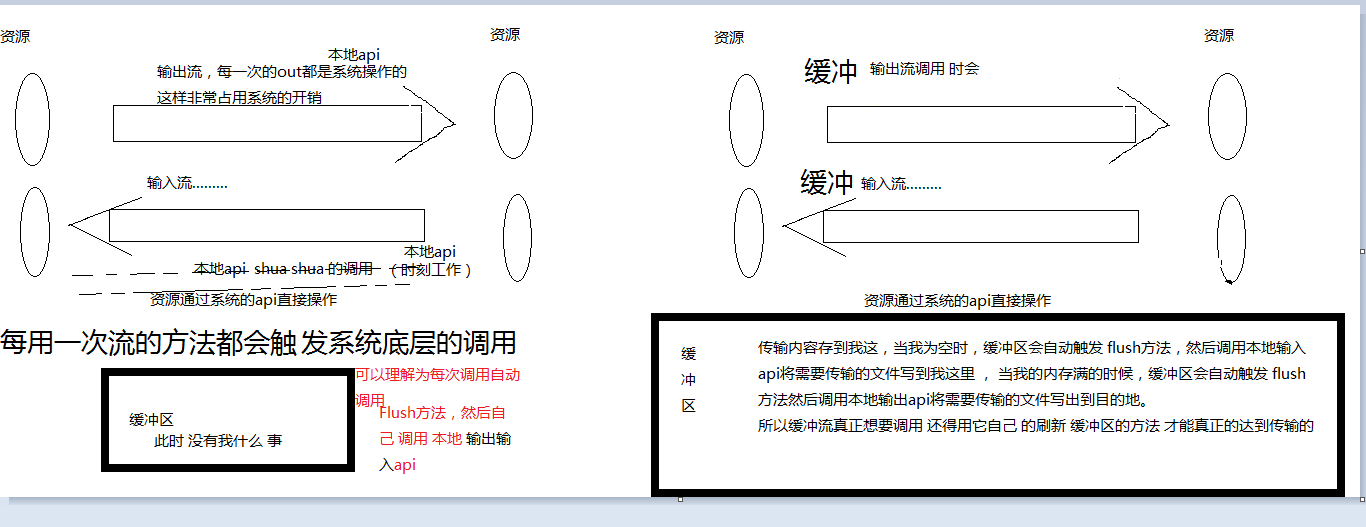 资源
资源
本地api
输出流，每一次的out都是系统操作的
这样非常占用系统的开销
输入流.........
本地api
本地api shua shua 的调用
（时刻工作）
资源通过系统的api直接操作
每用一次流的方法都会触 发系统底层的调用
缓冲区
此时 没有我什么 事
可以理解为每次调用自动
调用
Flush方法，然后自
己 调用 本地 输出输
入api
资源
资源
缓冲 输出流调用 时会
缓冲 输入流.........
资源通过系统的api直接操作
缓
冲
区
传输内容存到我这，当我为空时，缓冲区会自动触发 flush方法，然后调用本地输入
api将需要传输的文件写到我这里 ， 当我的内存满的时候，缓冲区会自动触发 flush
方法然后调用本地输出api将需要传输的文件写出到目的地。
所以缓冲流真正想要调用 还得用它自己 的刷新 缓冲区的方法 才能真正的达到传输的